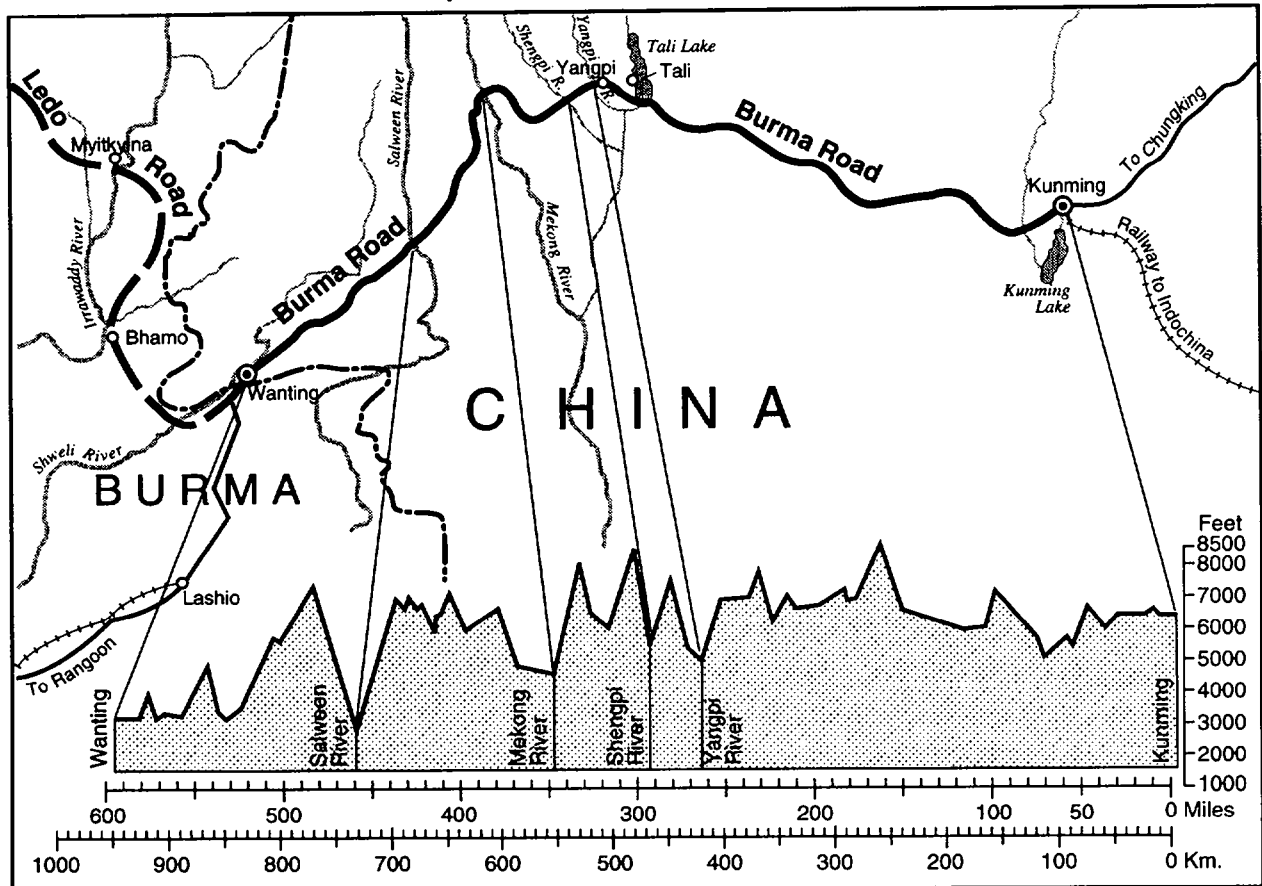 Ledo
Road
Myitkyina
Irrawaddy River
Bhamo
Shweli River
BURMA
Lashio
To Rangoon
Wanting
Burma Road
Salween River
Mekong River
Shengpi R.
Yangpi R.
Yangpi
Tali Lake
Tali
Burma Road
CHINA
Kunming
Kunming Lake
To Chungking
Railway to Indochina
Feet
8500
8000
7000
6000
5000
4000
3000
2000
1000
Wanting
Salween
River
Mekong
River
Shengpi
River
Yangpi
River
Kunming
600 500 400 300 200 100 50 0 Miles
1000 900 800 700 600 500 400 300 200 100 0 Km.